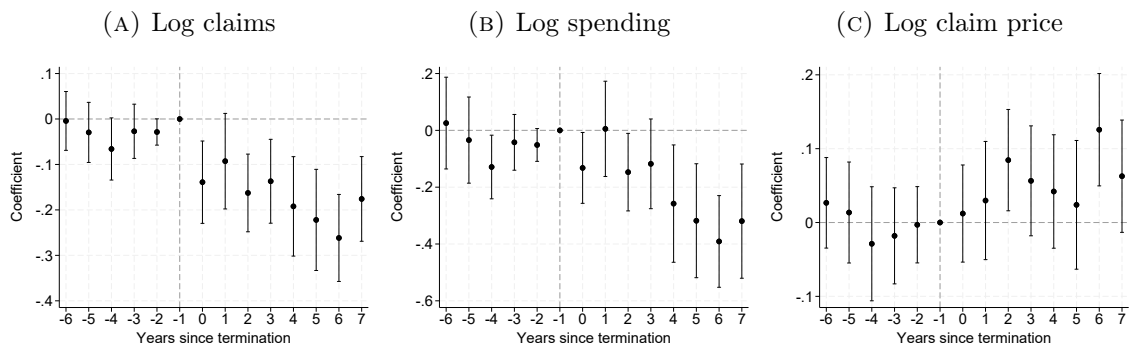 (A) Log claims
.1
0
-.1
-.2
-.3
-.4
Coefficient
-6 -5 -4 -3 -2 -1 0 1 2 3 4 5 6 7
Years since termination
(B) Log spending
.2
0
-.2
-.4
-.6
Coefficient
-6 -5 -4 -3 -2 -1 0 1 2 3 4 5 6 7
Years since termination
(C) Log claim price
.2
.1
0
-.1
Coefficient
-6 -5 -4 -3 -2 -1 0 1 2 3 4 5 6 7
Years since termination